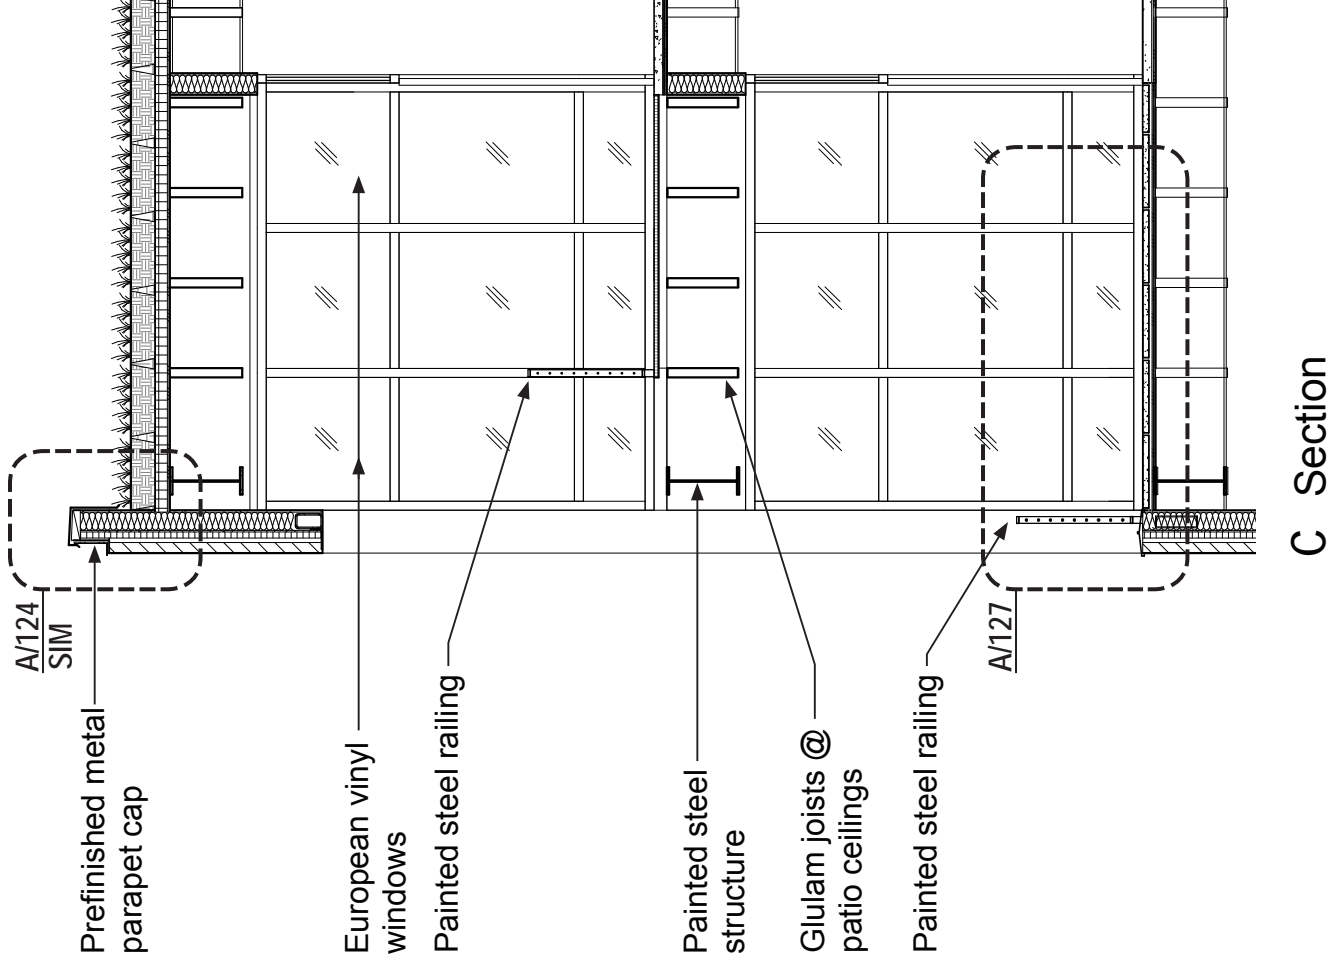 A/124
SIM
Prefinished metal
parapet cap
European vinyl
windows
Painted steel railing
Painted steel
structure
Glulam joists @
patio ceilings
Painted steel railing
A/127
C Section